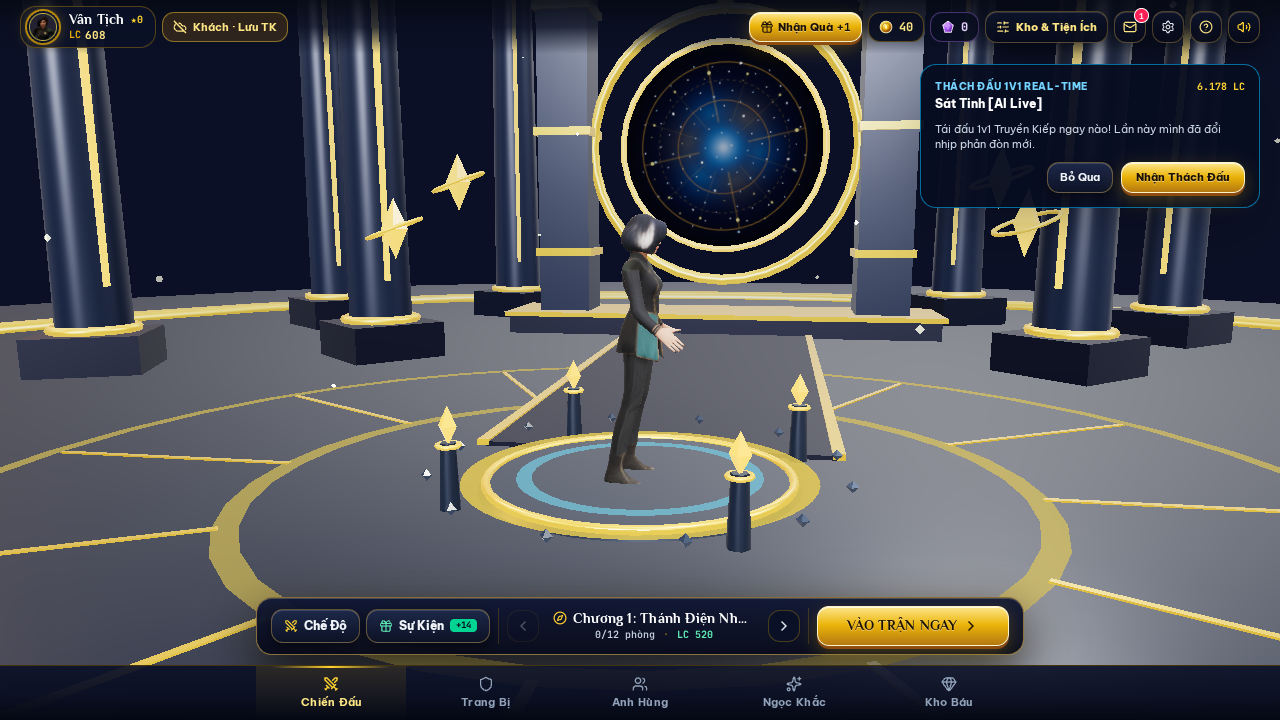 Vân Tịch ★0
LC 608
Khách · Lưu TK
Nhận Quà +1
40
0
Kho & Tiện Ích
1
THÁCH ĐẤU 1V1 REAL-TIME
6.178 LC
Sát Tinh [AI Live]
Tái đấu 1v1 Truyền Kiếp ngay nào! Lần này mình đã đổi
nhịp phản đòn mới.
Bỏ Qua
Nhận Thách Đấu
Chế Độ
Sự Kiện +14
Chương 1: Thánh Điện Nh...
0/12 phòng · LC 520
VÀO TRẬN NGAY
Chiến Đấu
Trang Bị
Anh Hùng
Ngọc Khắc
Kho Báu